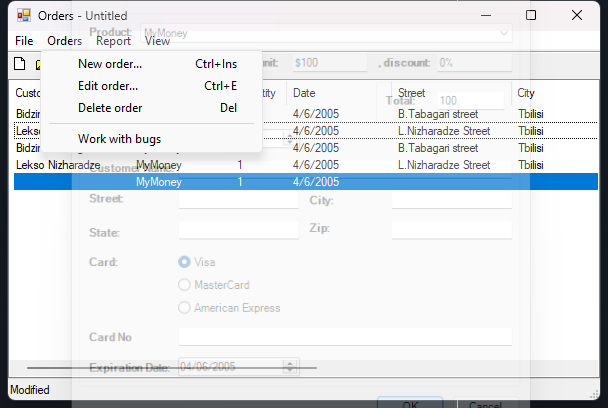 Orders - Untitled
Product: MyMoney
File Orders Report View
New order... Ctrl+Ins
Edit order... Ctrl+E
Delete order Del
Work with bugs
unit: $100 , discount: 0%
Total: 100
Custo tity Date Street City
Bidzin 4/6/2005 B.Tabagari street Tbilisi
Lekso 4/6/2005 L.Nizharadze Street Tbilisi
Bidzin 4/6/2005 B.Tabagari street Tbilisi
Lekso Nizharadze MyMoney 1 4/6/2005 L.Nizharadze Street Tbilisi
Customer Name:
MyMoney 1 4/6/2005
Street: City:
State: Zip:
Card: Visa
MasterCard
American Express
Card No
Expiration Date: 04/06/2005
Modified
OK Cancel